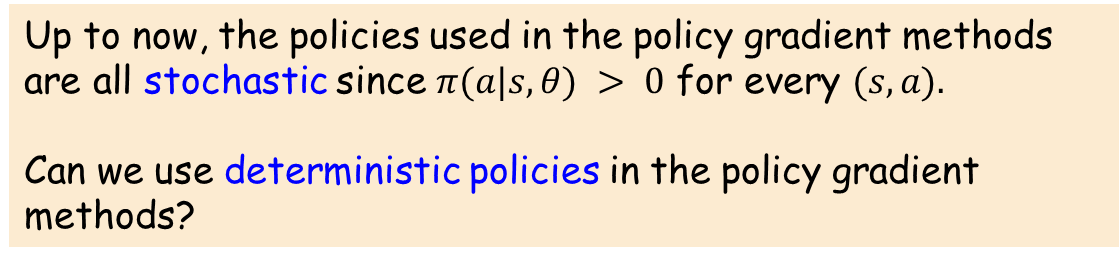 Up to now, the policies used in the policy gradient methods
are all stochastic since π(a|s, θ) > 0 for every (s, a).
Can we use deterministic policies in the policy gradient
methods?